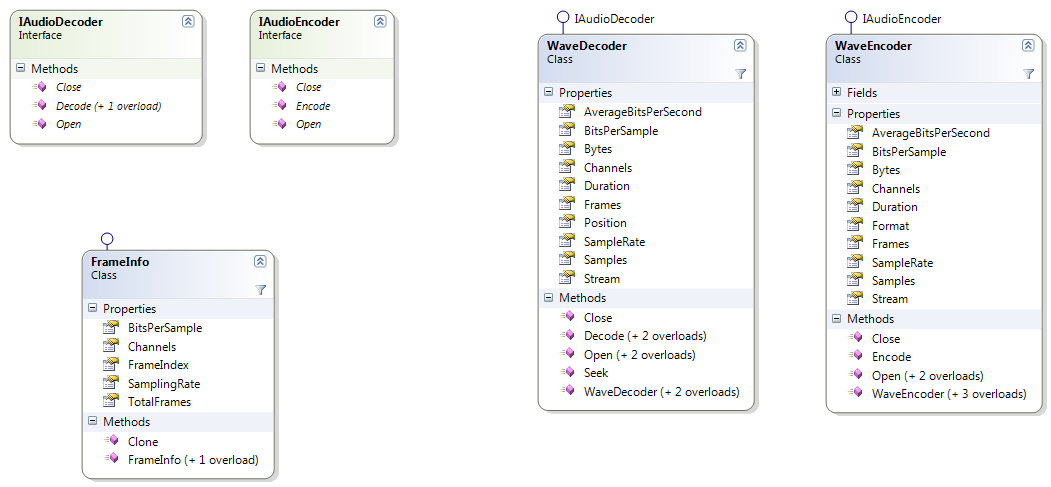 IAudioDecoder
Interface
Methods
Close
Decode (+ 1 overload)
Open
IAudioEncoder
Interface
Methods
Close
Encode
Open
FrameInfo
Class
Properties
BitsPerSample
Channels
FrameIndex
SamplingRate
TotalFrames
Methods
Clone
FrameInfo (+ 1 overload)
IAudioDecoder
WaveDecoder
Class
Properties
AverageBitsPerSecond
BitsPerSample
Bytes
Channels
Duration
Frames
Position
SampleRate
Samples
Stream
Methods
Close
Decode (+ 2 overloads)
Open (+ 2 overloads)
Seek
WaveDecoder (+ 2 overloads)
IAudioEncoder
WaveEncoder
Class
Fields
Properties
AverageBitsPerSecond
BitsPerSample
Bytes
Channels
Duration
Format
Frames
SampleRate
Samples
Stream
Methods
Close
Encode
Open (+ 2 overloads)
WaveEncoder (+ 3 overloads)